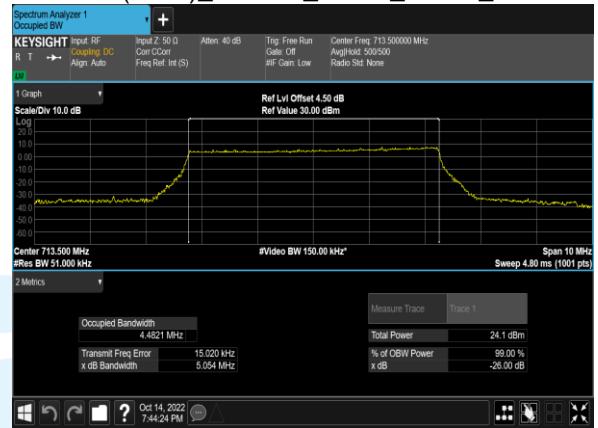 Spectrum Analyzer 1
Occupied BW
+
KEYSIGHT
R T
LV
Input: RF
Coupling: DC
Align: Auto
Input Z: 50 Ω
Corr CCorr
Freq Ref: Int (S)
Atten: 40 dB
Trig: Free Run
Gate: Off
#IF Gain: Low
Center Freq: 713.500000 MHz
Avg|Hold: 500/500
Radio Std: None
1 Graph
Scale/Div 10.0 dB
Ref Lvl Offset 4.50 dB
Ref Value 30.00 dBm
Log
20.0
10.0
0.00
-10.0
-20.0
-30.0
-40.0
-50.0
-60.0
Center 713.500 MHz
#Res BW 51.000 kHz
#Video BW 150.00 kHz*
Span 10 MHz
Sweep 4.80 ms (1001 pts)
2 Metrics
Measure Trace
Trace 1
Occupied Bandwidth
4.4821 MHz
Total Power
24.1 dBm
Transmit Freq Error
15.020 kHz
% of OBW Power
99.00 %
x dB Bandwidth
5.054 MHz
x dB
-26.00 dB
?
Oct 14, 2022
7:44:24 PM